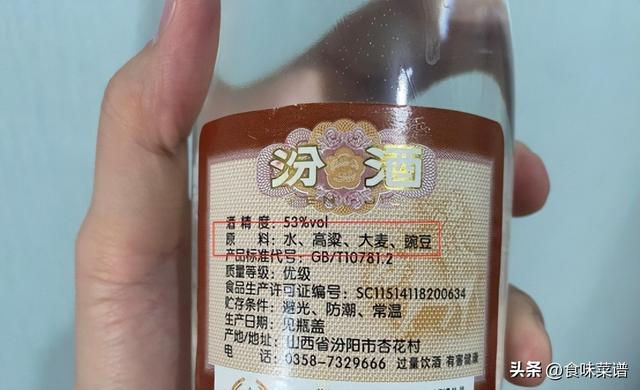 汾酒
酒精度：53%vol
原料：水、高粱、大麦、豌豆
产品标准代号：GB/T10781.2
质量等级：优级
食品生产许可证编号：SC11514118200634
贮存条件：避光、防潮、常温
生产日期：见瓶盖
产地/地址：山西省汾阳市杏花村
电话：0358-7329666 过量饮酒 有害健康
头条 @食味菜谱